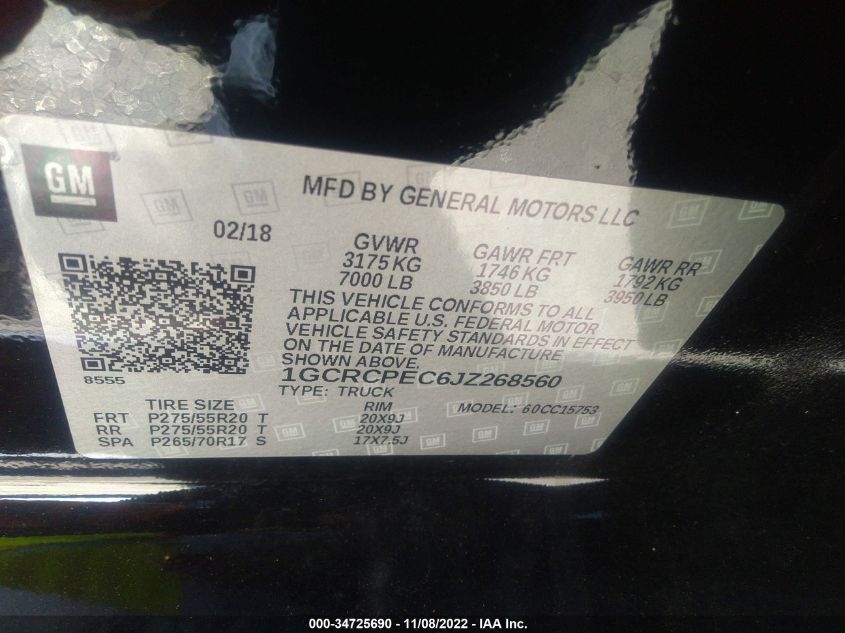 GM
MFD BY GENERAL MOTORS LLC
02/18
GVWR
3175 KG
7000 LB
GAWR FRT
1746 KG
3850 LB
GAWR RR
1792 KG
3950 LB
THIS VEHICLE CONFORMS TO ALL
APPLICABLE U.S. FEDERAL MOTOR
VEHICLE SAFETY STANDARDS IN EFFECT
ON THE DATE OF MANUFACTURE
SHOWN ABOVE.
8555
1GCRCPEC6JZ268560
TYPE: TRUCK
MODEL: 60CC15753
TIRE SIZE RIM
FRT P275/55R20 T 20X9J
RR P275/55R20 T 20X9J
SPA P265/70R17 S 17X7.5J
000-34725690 - 11/08/2022 - IAA Inc.